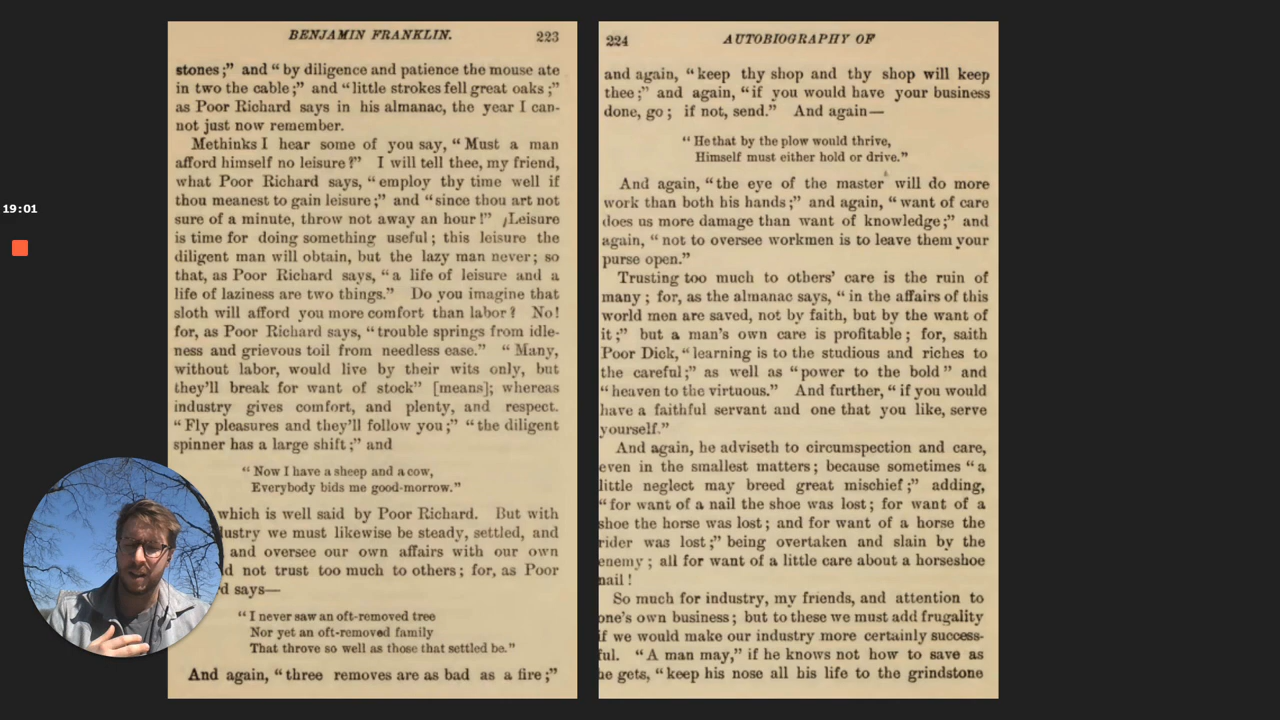 BENJAMIN FRANKLIN. 223
stones;” and “by diligence and patience the mouse ate
in two the cable;” and “little strokes fell great oaks;”
as Poor Richard says in his almanac, the year I can-
not just now remember.
Methinks I hear some of you say, “Must a man
afford himself no leisure?” I will tell thee, my friend,
what Poor Richard says, “employ thy time well if
thou meanest to gain leisure;” and “since thou art not
sure of a minute, throw not away an hour!” Leisure
is time for doing something useful; this leisure the
diligent man will obtain, but the lazy man never; so
that, as Poor Richard says, “a life of leisure and a
life of laziness are two things.” Do you imagine that
sloth will afford you more comfort than labor? No!
for, as Poor Richard says, “trouble springs from idle-
ness and grievous toil from needless ease.” “Many,
without labor, would live by their wits only, but
they’ll break for want of stock” [means]; whereas
industry gives comfort, and plenty, and respect.
“Fly pleasures and they’ll follow you;” “the diligent
spinner has a large shift;” and
“Now I have a sheep and a cow,
Everybody bids me good-morrow.”
which is well said by Poor Richard. But with
dustry we must likewise be steady, settled, and
and oversee our own affairs with our own
d not trust too much to others; for, as Poor
d says—
“I never saw an oft-removed tree
Nor yet an oft-removed family
That throve so well as those that settled be.”
And again, “three removes are as bad as a fire;”
224 AUTOBIOGRAPHY OF
and again, “keep thy shop and thy shop will keep
thee;” and again, “if you would have your business
done, go; if not, send.” And again—
“He that by the plow would thrive,
Himself must either hold or drive.”
And again, “the eye of the master will do more
work than both his hands;” and again, “want of care
does us more damage than want of knowledge;” and
again, “not to oversee workmen is to leave them your
purse open.”
Trusting too much to others’ care is the ruin of
many; for, as the almanac says, “in the affairs of this
world men are saved, not by faith, but by the want of
it;” but a man’s own care is profitable; for, saith
Poor Dick, “learning is to the studious and riches to
the careful;” as well as “power to the bold” and
“heaven to the virtuous.” And further, “if you would
have a faithful servant and one that you like, serve
yourself.”
And again, he adviseth to circumspection and care,
even in the smallest matters; because sometimes “a
little neglect may breed great mischief;” adding,
“for want of a nail the shoe was lost; for want of a
shoe the horse was lost; and for want of a horse the
rider was lost;” being overtaken and slain by the
enemy; all for want of a little care about a horseshoe
nail!
So much for industry, my friends, and attention to
one’s own business; but to these we must add frugality
if we would make our industry more certainly success-
ful. “A man may,” if he knows not how to save as
he gets, “keep his nose all his life to the grindstone
19:01